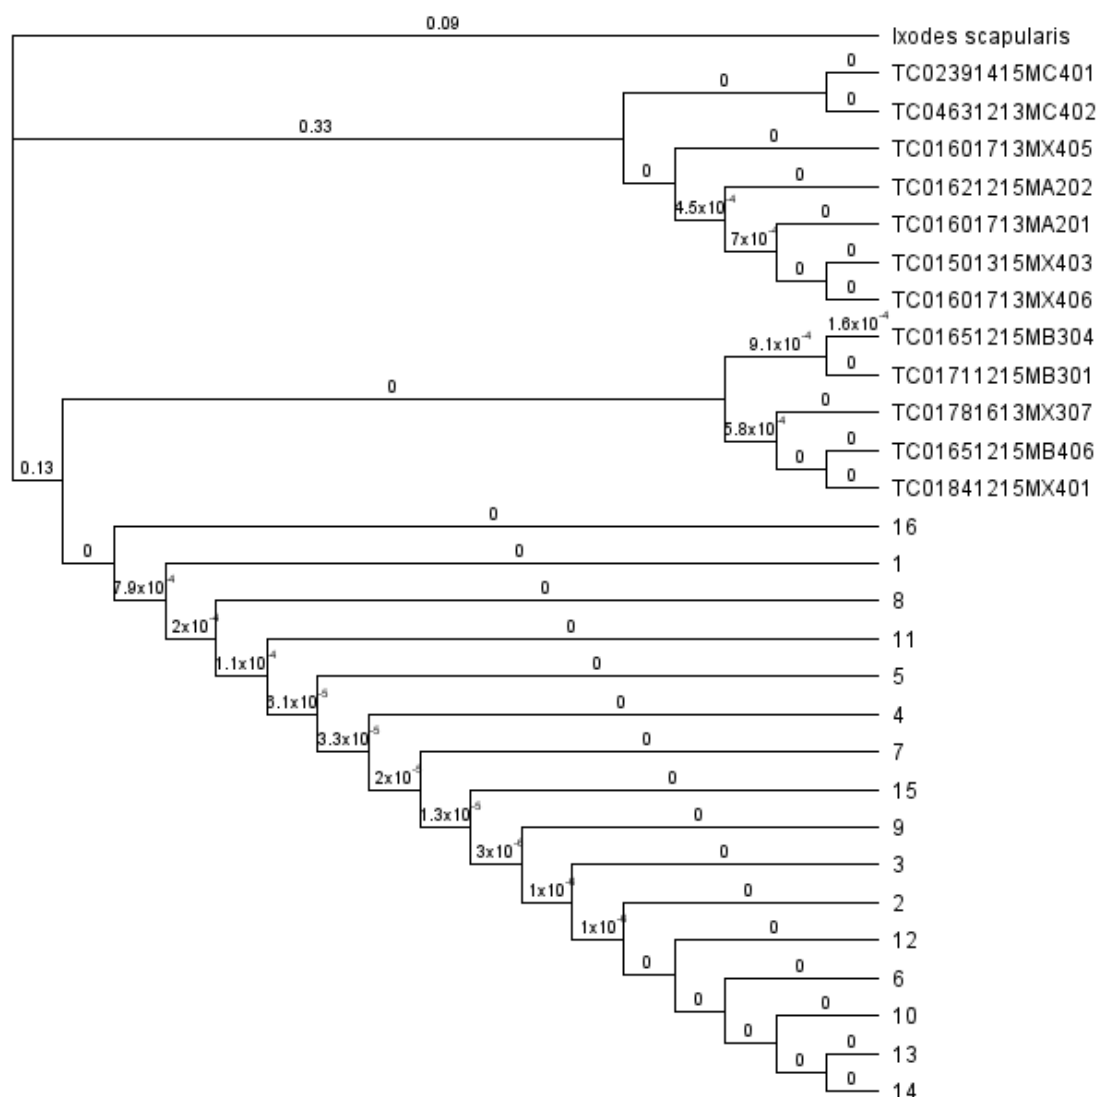 0.09
Ixodes scapularis
0
TC02391415MC401
0
0
TC04631213MC402
0.33
0
TC01601713MX405
0
0
TC01621215MA202
4.5x10⁻⁴
0
TC01601713MA201
7x10⁻⁴
0
TC01501315MX403
0
0
TC01601713MX406
1.6x10⁻⁴
TC01651215MB304
9.1x10⁻⁴
0
TC01711215MB301
0
0
TC01781613MX307
5.8x10⁻⁴
0
TC01651215MB406
0
0
TC01841215MX401
0.13
0
16
0
0
1
7.9x10⁻⁴
0
8
2x10⁻⁴
0
11
1.1x10⁻⁴
0
5
0
4
3.3x10⁻⁵
0
7
2x10⁻⁵
0
15
1.3x10⁻⁵
0
9
3x10⁻⁶
0
3
1x10
0
2
1x10
0
12
0
0
6
0
0
10
0
0
13
0
0
14